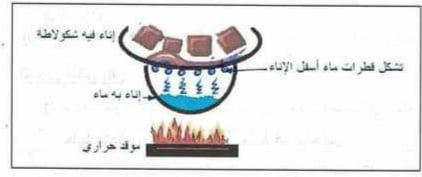 إناء فيه شكولاطة
تشكل قطرات ماء أسفل الإناء
إناء به ماء
موقد حراري